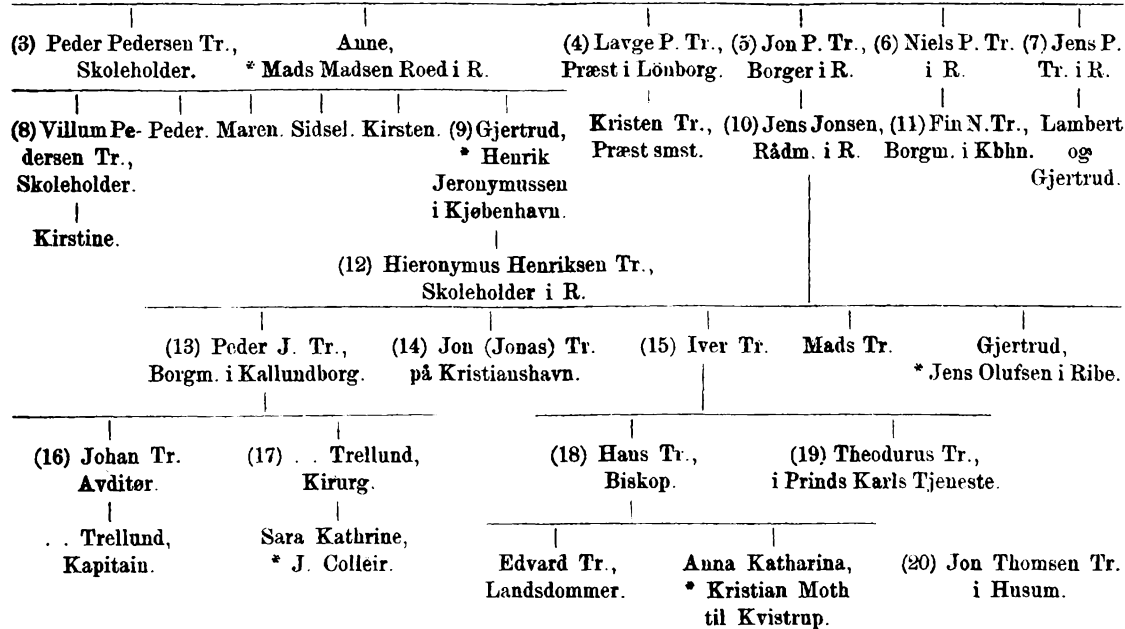 (3) Peder Pedersen Tr., Anne, (4) Lavge P. Tr., (5) Jon P. Tr., (6) Niels P. Tr. (7) Jens P.
Skoleholder. * Mads Madsen Roed i R. Præst i Lönborg. Borger i R. i R. Tr. i R.
(8) Villum Pe- Peder. Maren. Sidsel. Kirsten. (9) Gjertrud, Kristen Tr., (10) Jens Jonsen, (11) Fin N. Tr., Lambert
dersen Tr., * Henrik Præst smst. Rådm. i R. Borgm. i Kbhn. og
Skoleholder. Jeronymussen Gjertrud.
i Kjøbenhavn.
Kirstine.
(12) Hieronymus Henriksen Tr.,
Skoleholder i R.
(13) Peder J. Tr., (14) Jon (Jonas) Tr. (15) Iver Tr. Mads Tr. Gjertrud,
Borgm. i Kallundborg. på Kristianshavn. * Jens Olufsen i Ribe.
(16) Johan Tr. (17) . . Trellund, (18) Hans Tr., (19) Theodurus Tr.,
Avditør. Kirurg. Biskop. i Prinds Karls Tjeneste.
. . Trellund, Sara Kathrine,
Kapitain. * J. Colleir. Edvard Tr., Anna Katharina, (20) Jon Thomsen Tr.
Landsdommer. * Kristian Moth i Husum.
til Kvistrup.